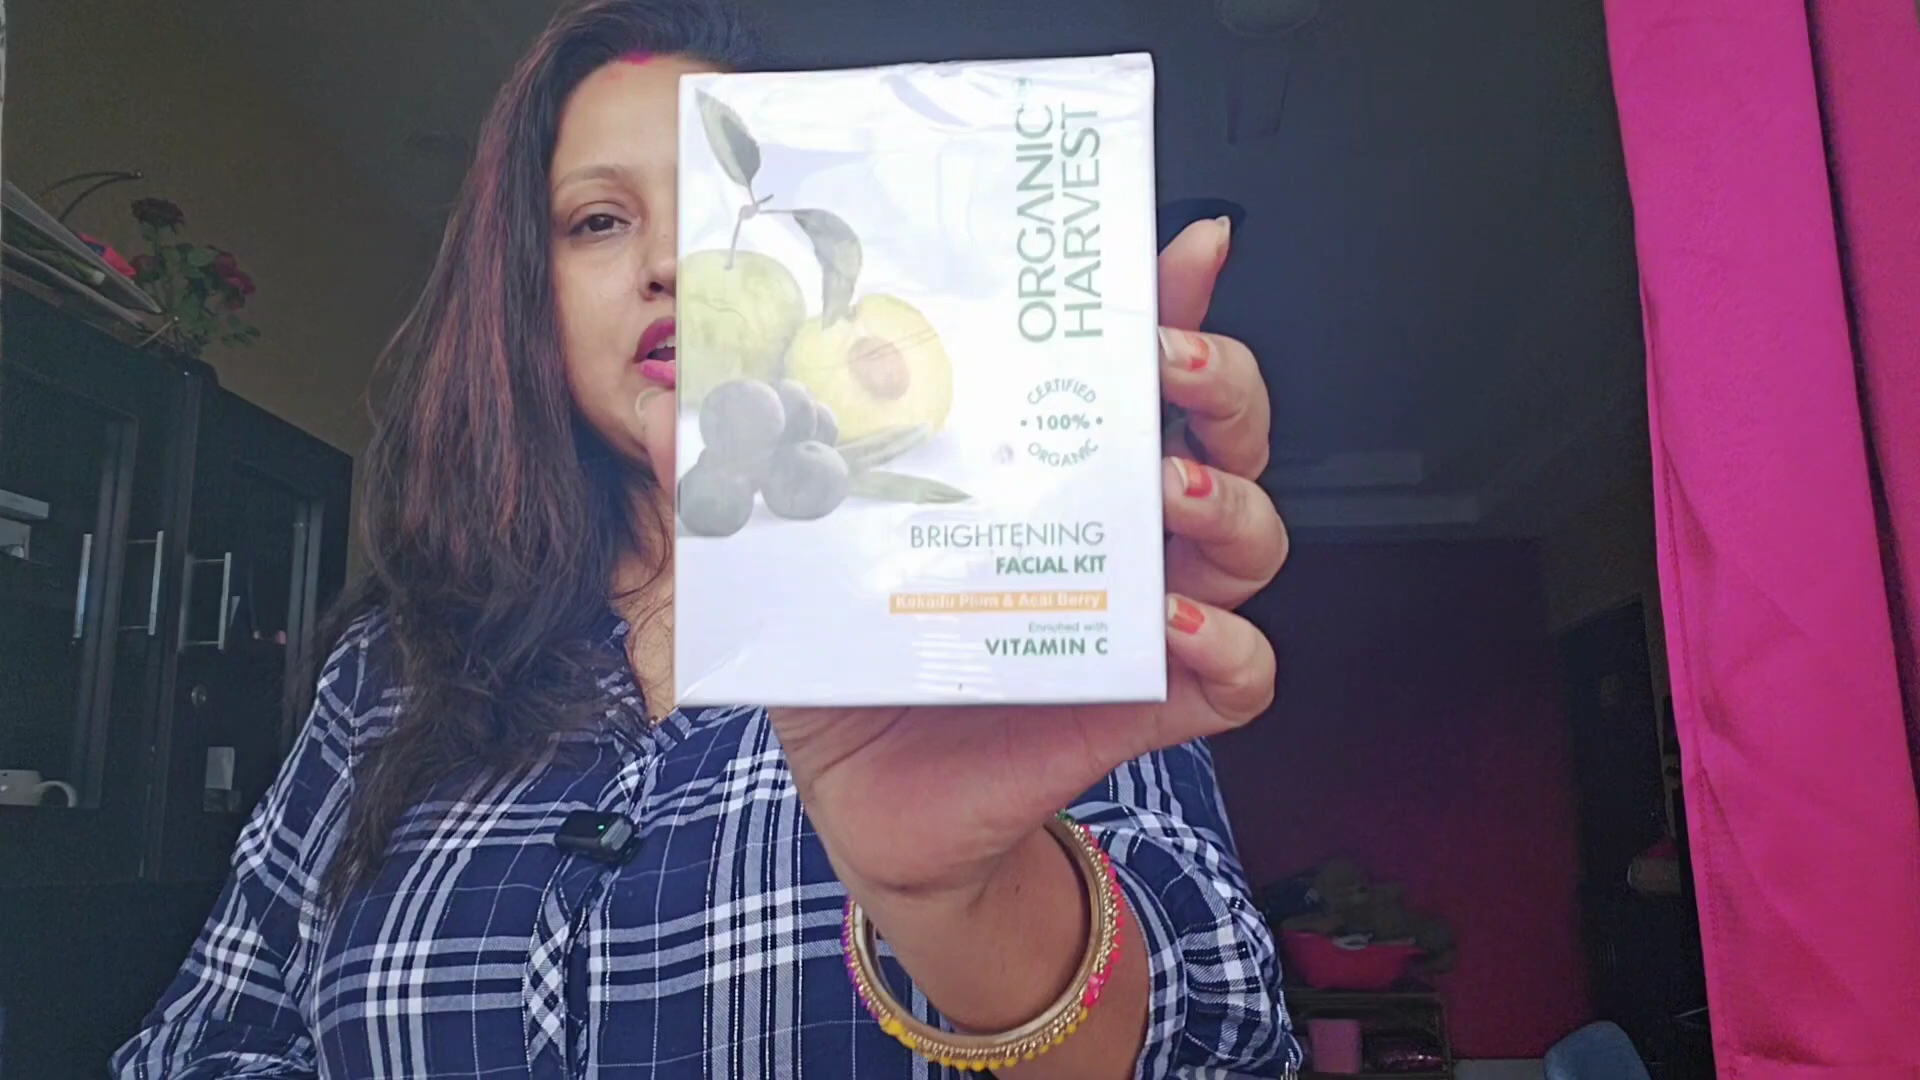 ORGANIC
HARVEST
CERTIFIED
100%
ORGANIC
BRIGHTENING
FACIAL KIT
Kakadu Plum & Acai Berry
Enriched with
VITAMIN C